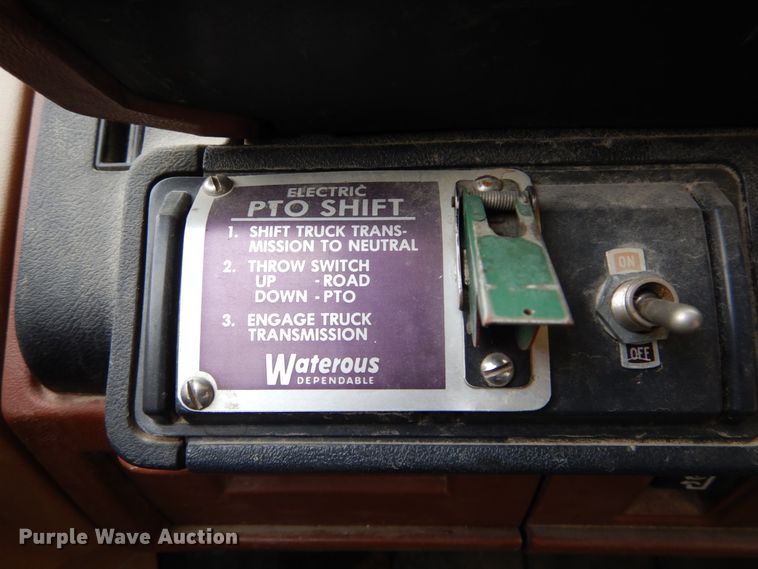 ELECTRIC
PTO SHIFT
1. SHIFT TRUCK TRANS-
MISSION TO NEUTRAL
2. THROW SWITCH
UP - ROAD
DOWN - PTO
3. ENGAGE TRUCK
TRANSMISSION
Waterous
DEPENDABLE
ON
OFF
Purple Wave Auction